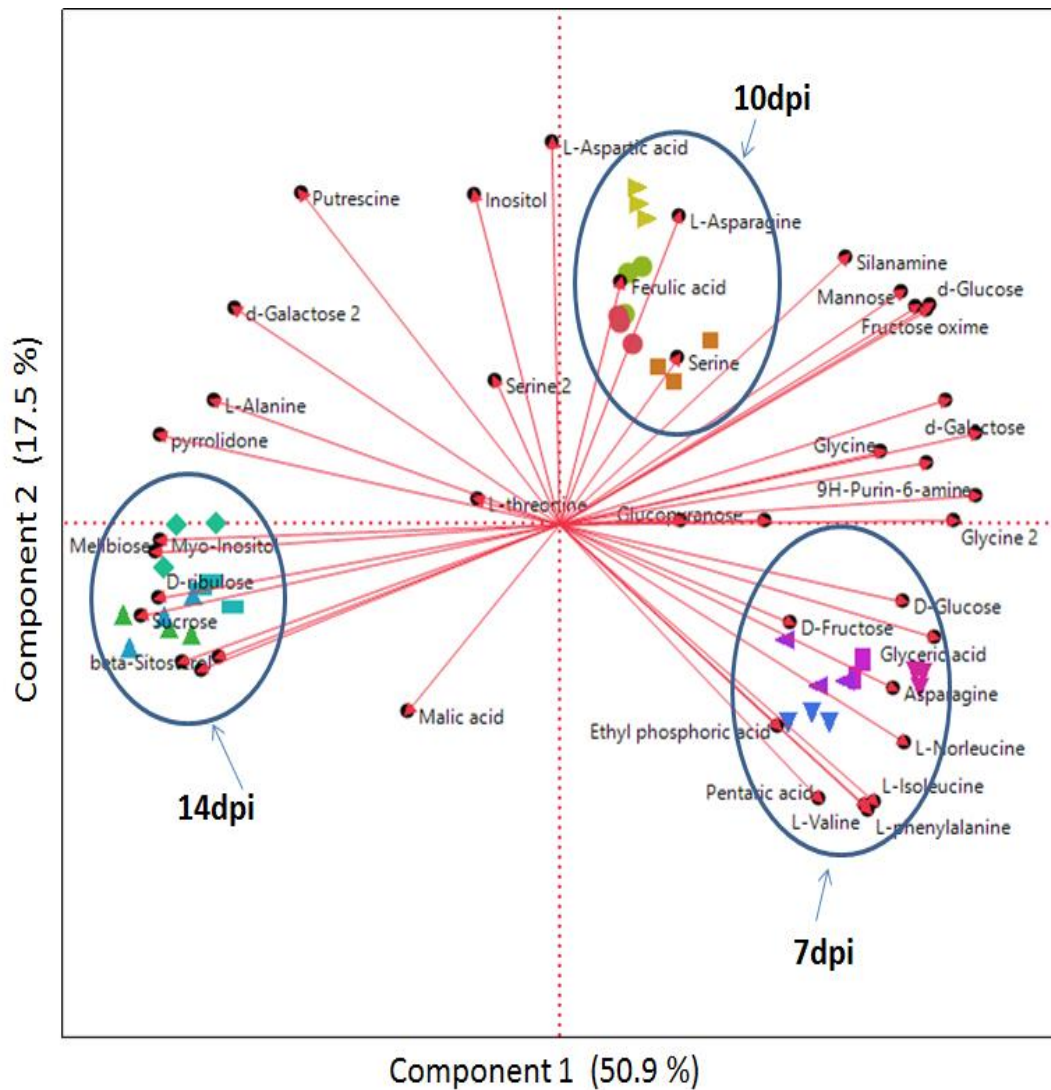 10dpi
L-Aspartic acid
Putrescine
Inositol
L-Asparagine
Silanamine
Ferulic acid
Mannose
d-Glucose
d-Galactose 2
Fructose oxime
Serine
Serine 2
L-Alanine
d-Galactose
pyrrolidone
Glycine
9H-Purin-6-amine
L-threonine
Glucopyranose
Glycine 2
Melibiose
Myo-Inositol
D-ribulose
D-Glucose
Sucrose
D-Fructose
Glyceric acid
beta-Sitosterol
Asparagine
Malic acid
Ethyl phosphoric acid
L-Norleucine
L-Isoleucine
Pentaric acid
L-Valine
L-phenylalanine
14dpi
7dpi
Component 2 (17.5 %)
Component 1 (50.9 %)